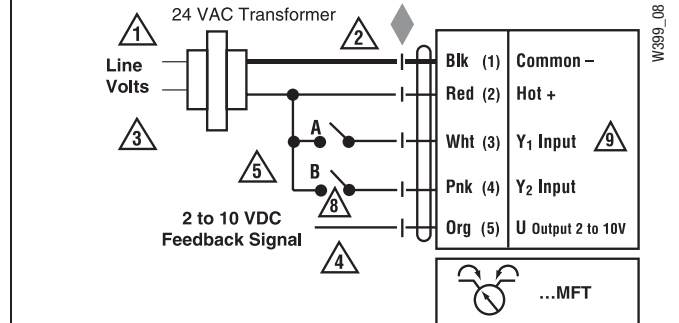 24 VAC Transformer
1
2
Line
Volts
3
Blk (1) Common –
Red (2) Hot +
A
Wht (3) Y1 Input 9
5
B
8
Pnk (4) Y2 Input
2 to 10 VDC
Feedback Signal
4
Org (5) U Output 2 to 10V
...MFT
W399_08